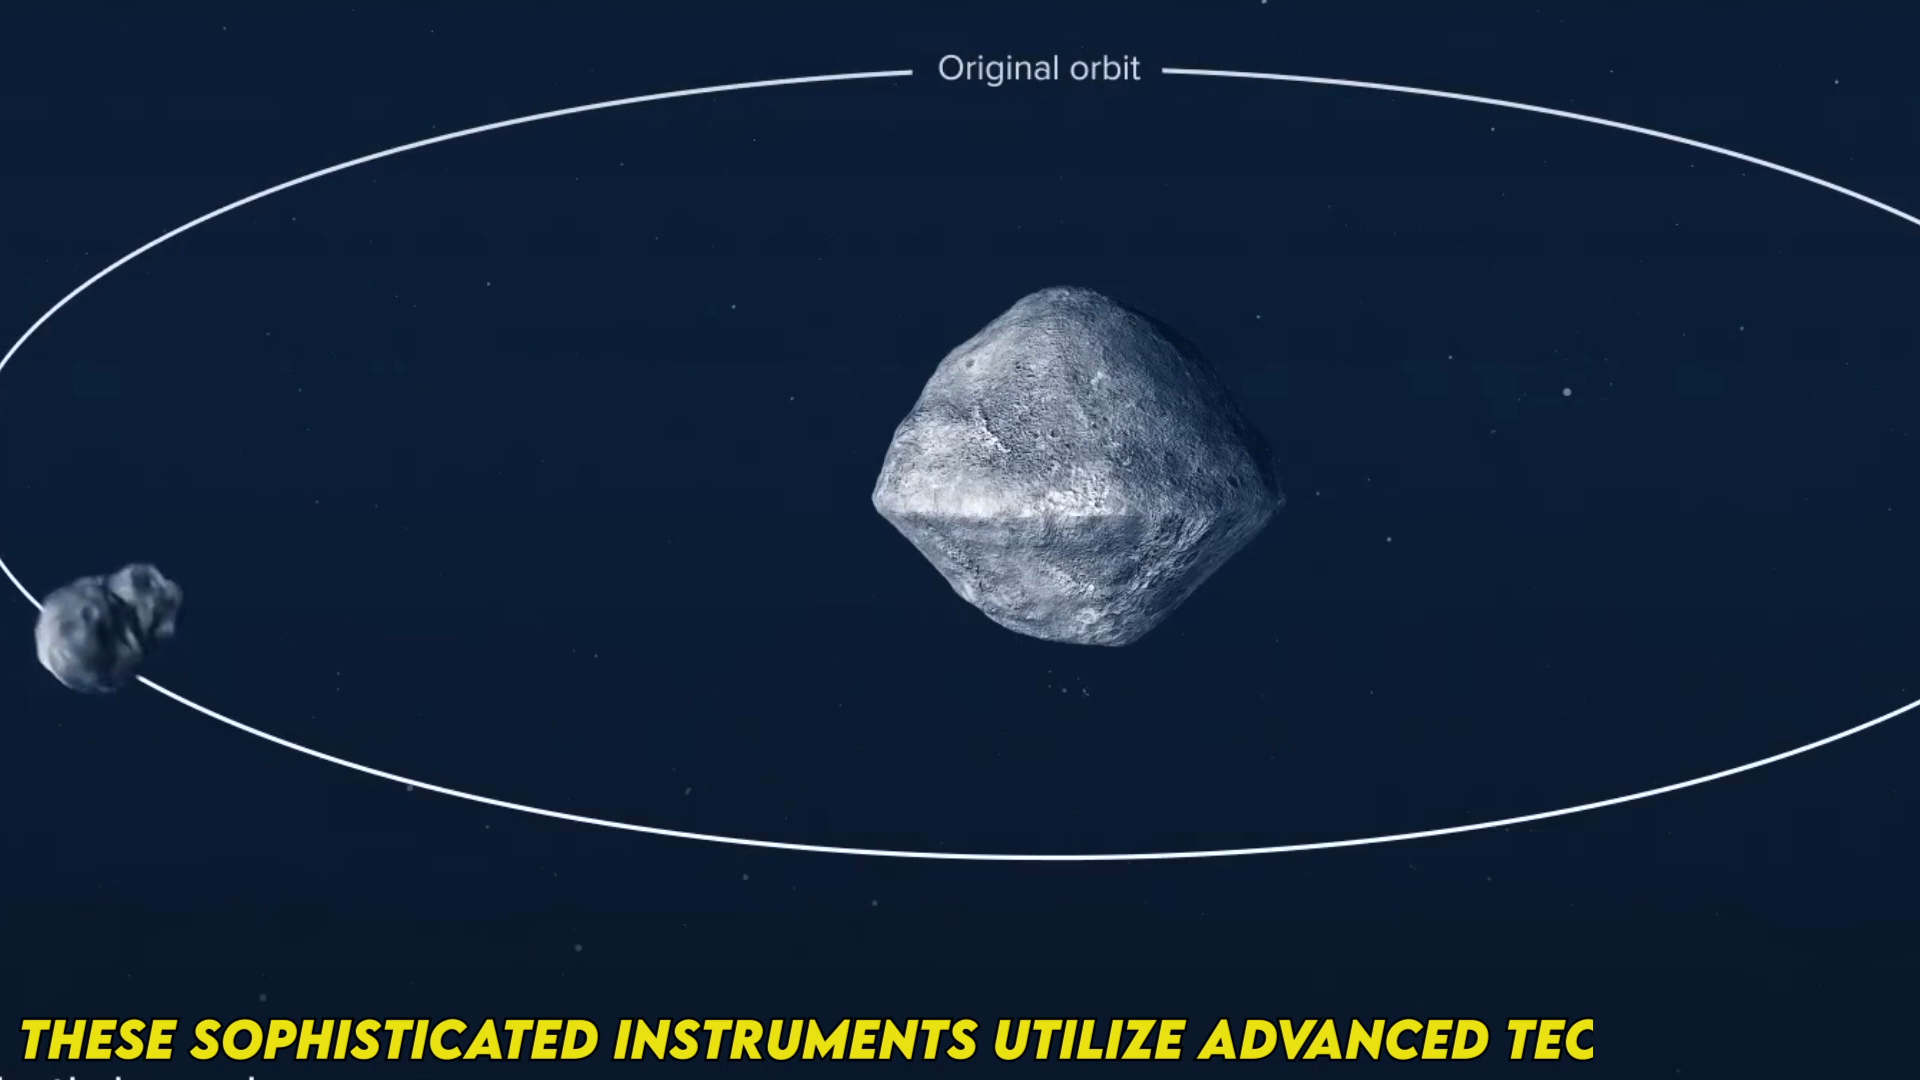 Original orbit
THESE SOPHISTICATED INSTRUMENTS UTILIZE ADVANCED TEC